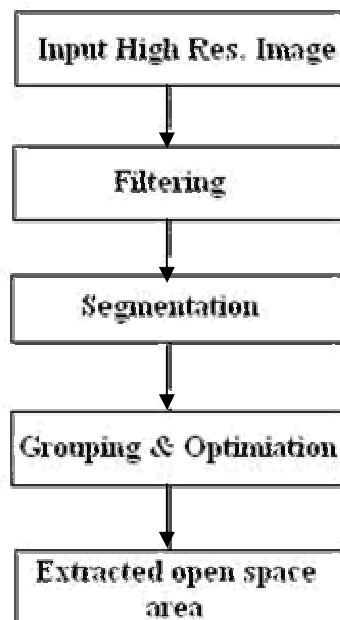 Input High Res. Image
Filtering
Segmentation
Grouping & Optimiation
Extracted open space
area